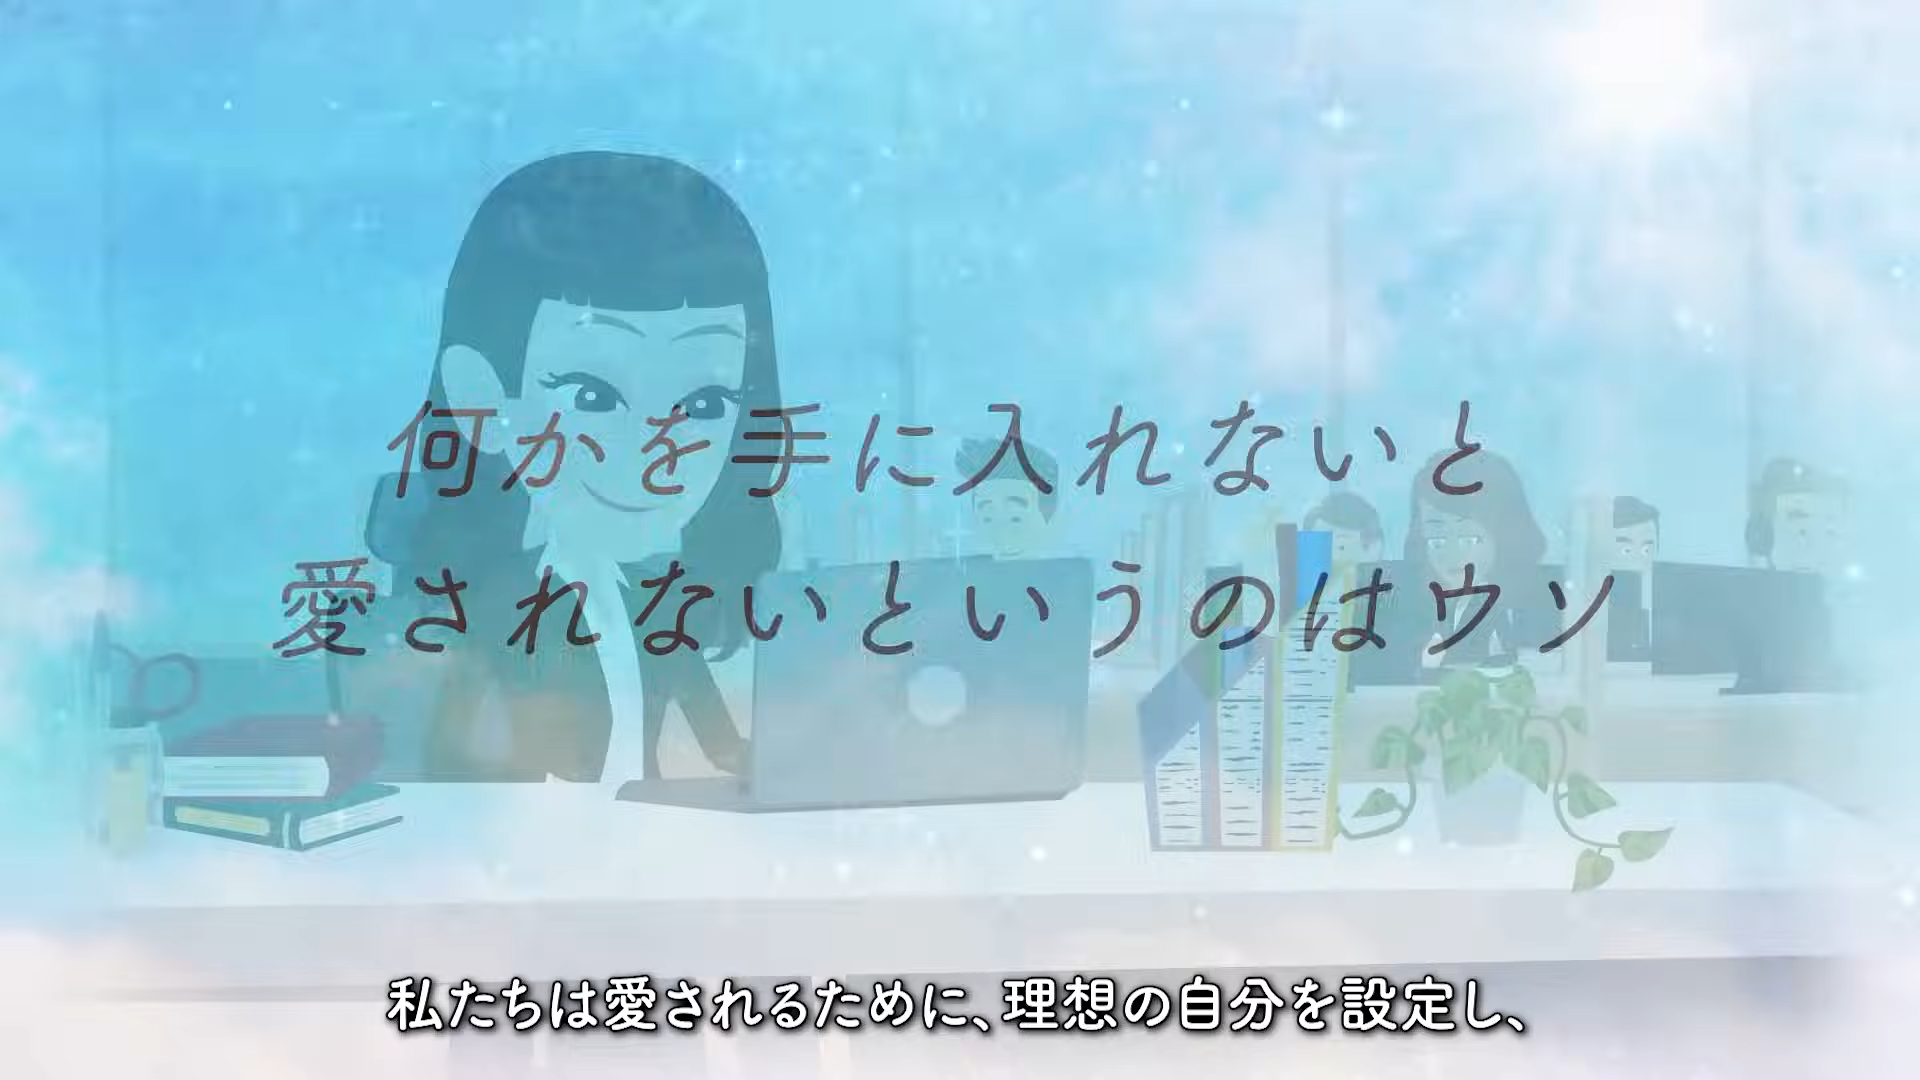 何かを手に入れないと
愛されないというのはウソ
私たちは愛されるために、理想の自分を設定し、